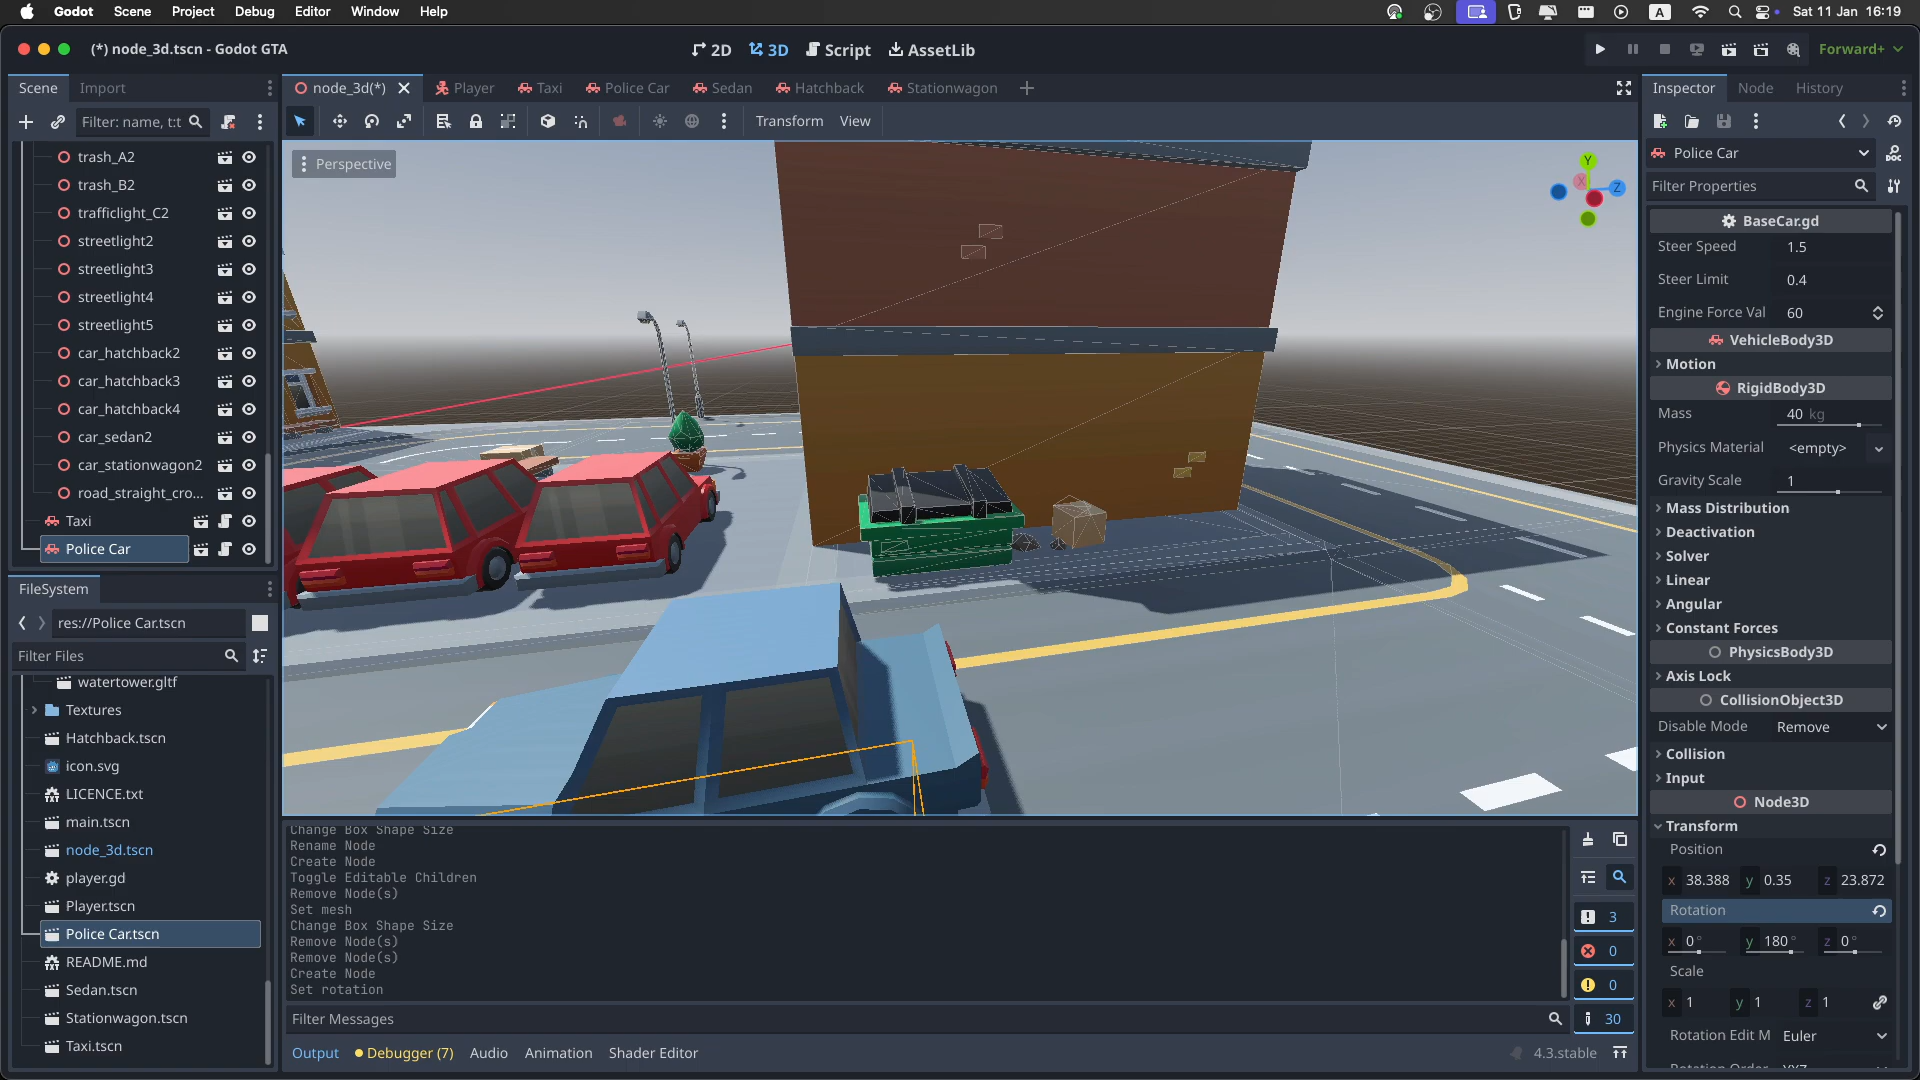 Godot Scene Project Debug Editor Window Help
A Sat 11 Jan 16:19
(*) node_3d.tscn - Godot GTA
2D 3D Script AssetLib
Forward+
Scene Import
node_3d(*) Player Taxi Police Car Sedan Hatchback Stationwagon
Inspector Node History
Filter: name, t:t
Transform View
Perspective
Y
X
Z
trash_A2
trash_B2
trafficlight_C2
streetlight2
streetlight3
streetlight4
streetlight5
car_hatchback2
car_hatchback3
car_hatchback4
car_sedan2
car_stationwagon2
road_straight_cro...
Taxi
Police Car
FileSystem
res://Police Car.tscn
Filter Files
watertower.gltf
Textures
Hatchback.tscn
icon.svg
LICENCE.txt
main.tscn
node_3d.tscn
player.gd
Player.tscn
Police Car.tscn
README.md
Sedan.tscn
Stationwagon.tscn
Taxi.tscn
Change Box Shape Size
Rename Node
Create Node
Toggle Editable Children
Remove Node(s)
Set mesh
Change Box Shape Size
Remove Node(s)
Remove Node(s)
Create Node
Set rotation
3
0
0
30
Filter Messages
Output Debugger (7) Audio Animation Shader Editor
4.3.stable
Police Car
DOC
Filter Properties
BaseCar.gd
Steer Speed 1.5
Steer Limit 0.4
Engine Force Val 60
VehicleBody3D
Motion
RigidBody3D
Mass 40 kg
Physics Material <empty>
Gravity Scale 1
Mass Distribution
Deactivation
Solver
Linear
Angular
Constant Forces
PhysicsBody3D
Axis Lock
CollisionObject3D
Disable Mode Remove
Collision
Input
Node3D
Transform
Position
x 38.388 y 0.35 z 23.872
Rotation
x 0° y 180° z 0°
Scale
x 1 y 1 z 1
Rotation Edit M Euler
Rotation Order XYZ